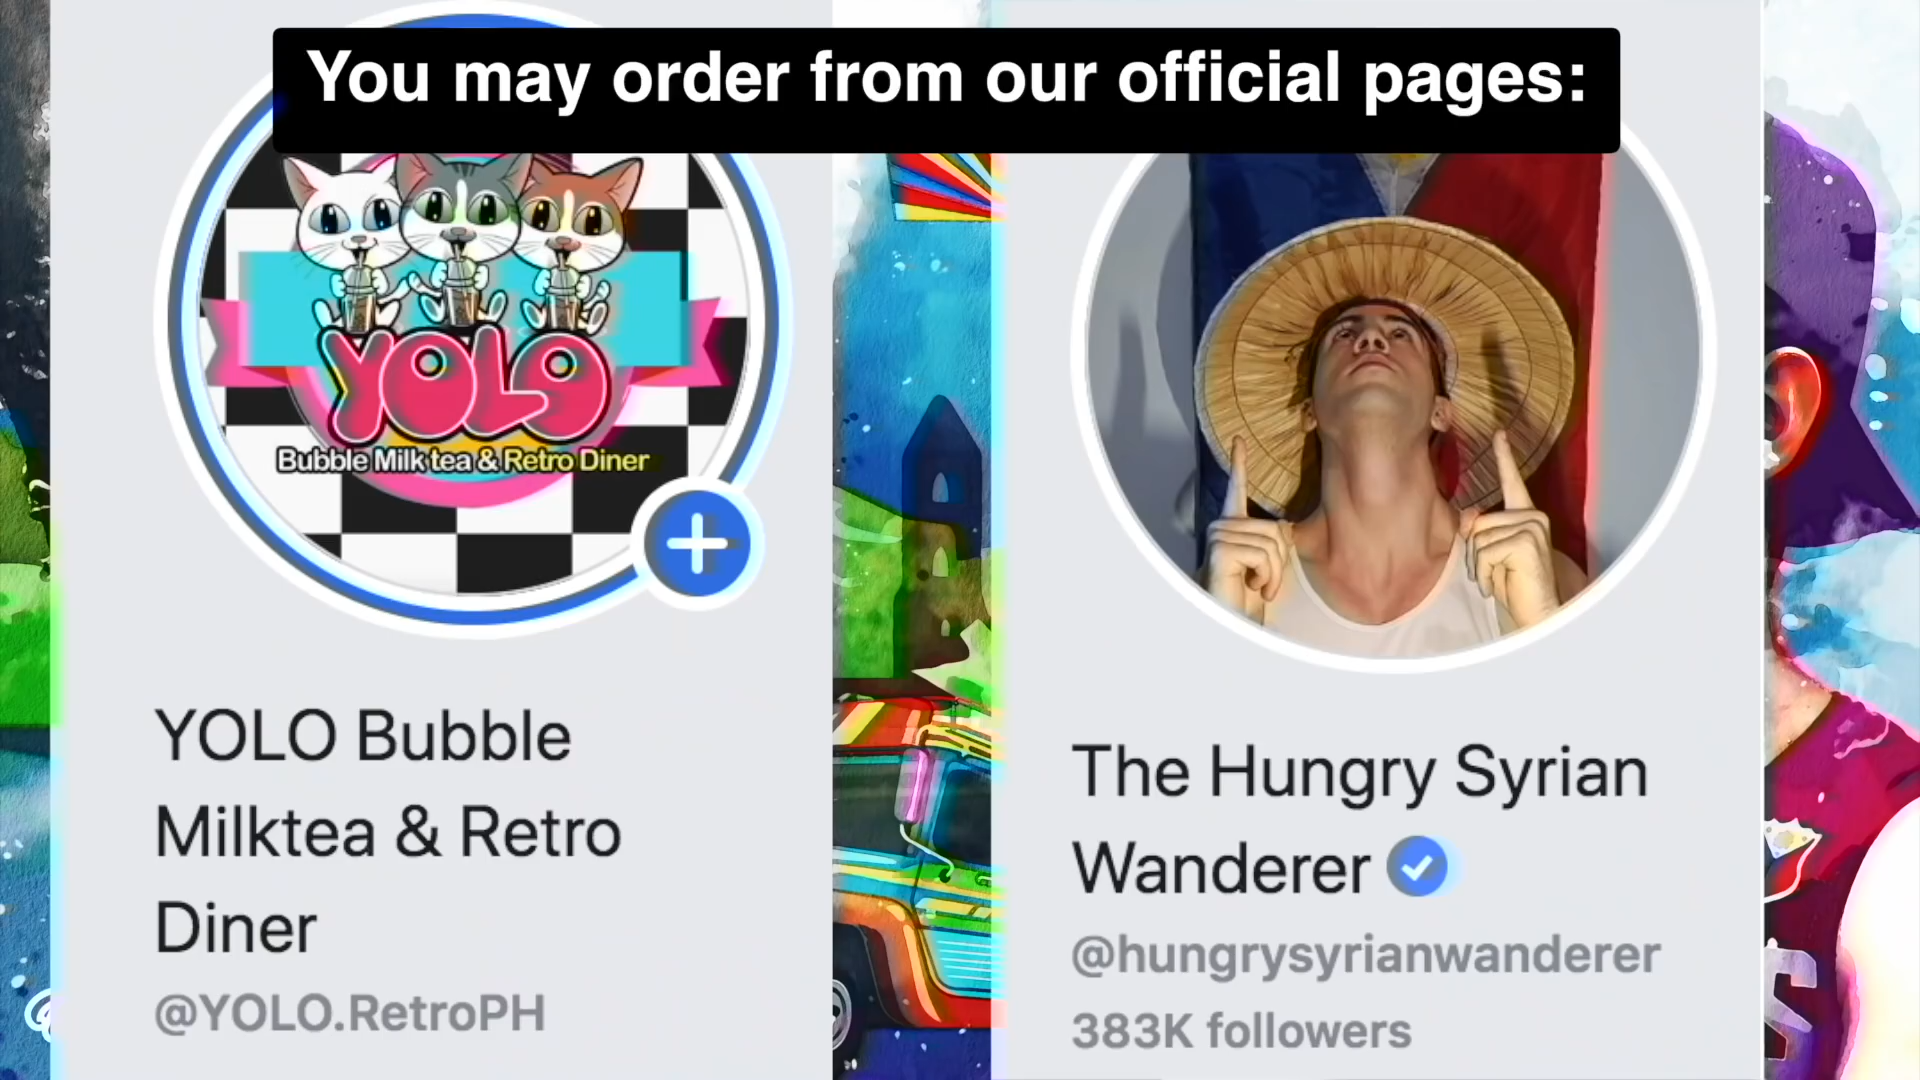 You may order from our official pages:
YOLO
Bubble Milk tea & Retro Diner
YOLO Bubble
Milktea & Retro
Diner
@YOLO.RetroPH
The Hungry Syrian
Wanderer
@hungrysyrianwanderer
383K followers